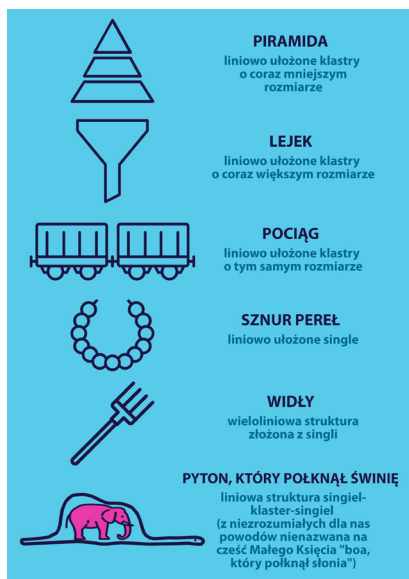 PIRAMIDA
liniowo ułożone klastry
o coraz mniejszym
rozmiarze
LEJEK
liniowo ułożone klastry
o coraz większym rozmiarze
POCIĄG
liniowo ułożone klastry
o tym samym rozmiarze
SZNUR PEREŁ
liniowo ułożone single
WIDŁY
wieloliniowa struktura
złożona z singli
PYTON, KTÓRY POŁKNĄŁ ŚWINIĘ
liniowa struktura singiel-
klaster-singiel
(z niezrozumiałych dla nas
powodów nienazwana na
cześć Małego Księcia "boa,
który połknął słonia")